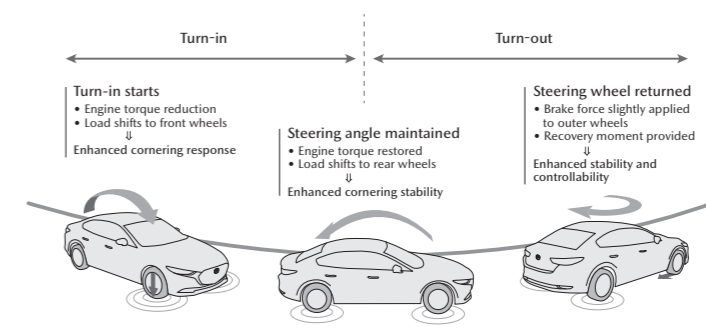 Turn-in
Turn-out
Turn-in starts
• Engine torque reduction
• Load shifts to front wheels
⇓
Enhanced cornering response
Steering angle maintained
• Engine torque restored
• Load shifts to rear wheels
⇓
Enhanced cornering stability
Steering wheel returned
• Brake force slightly applied
to outer wheels
• Recovery moment provided
⇓
Enhanced stability and
controllability